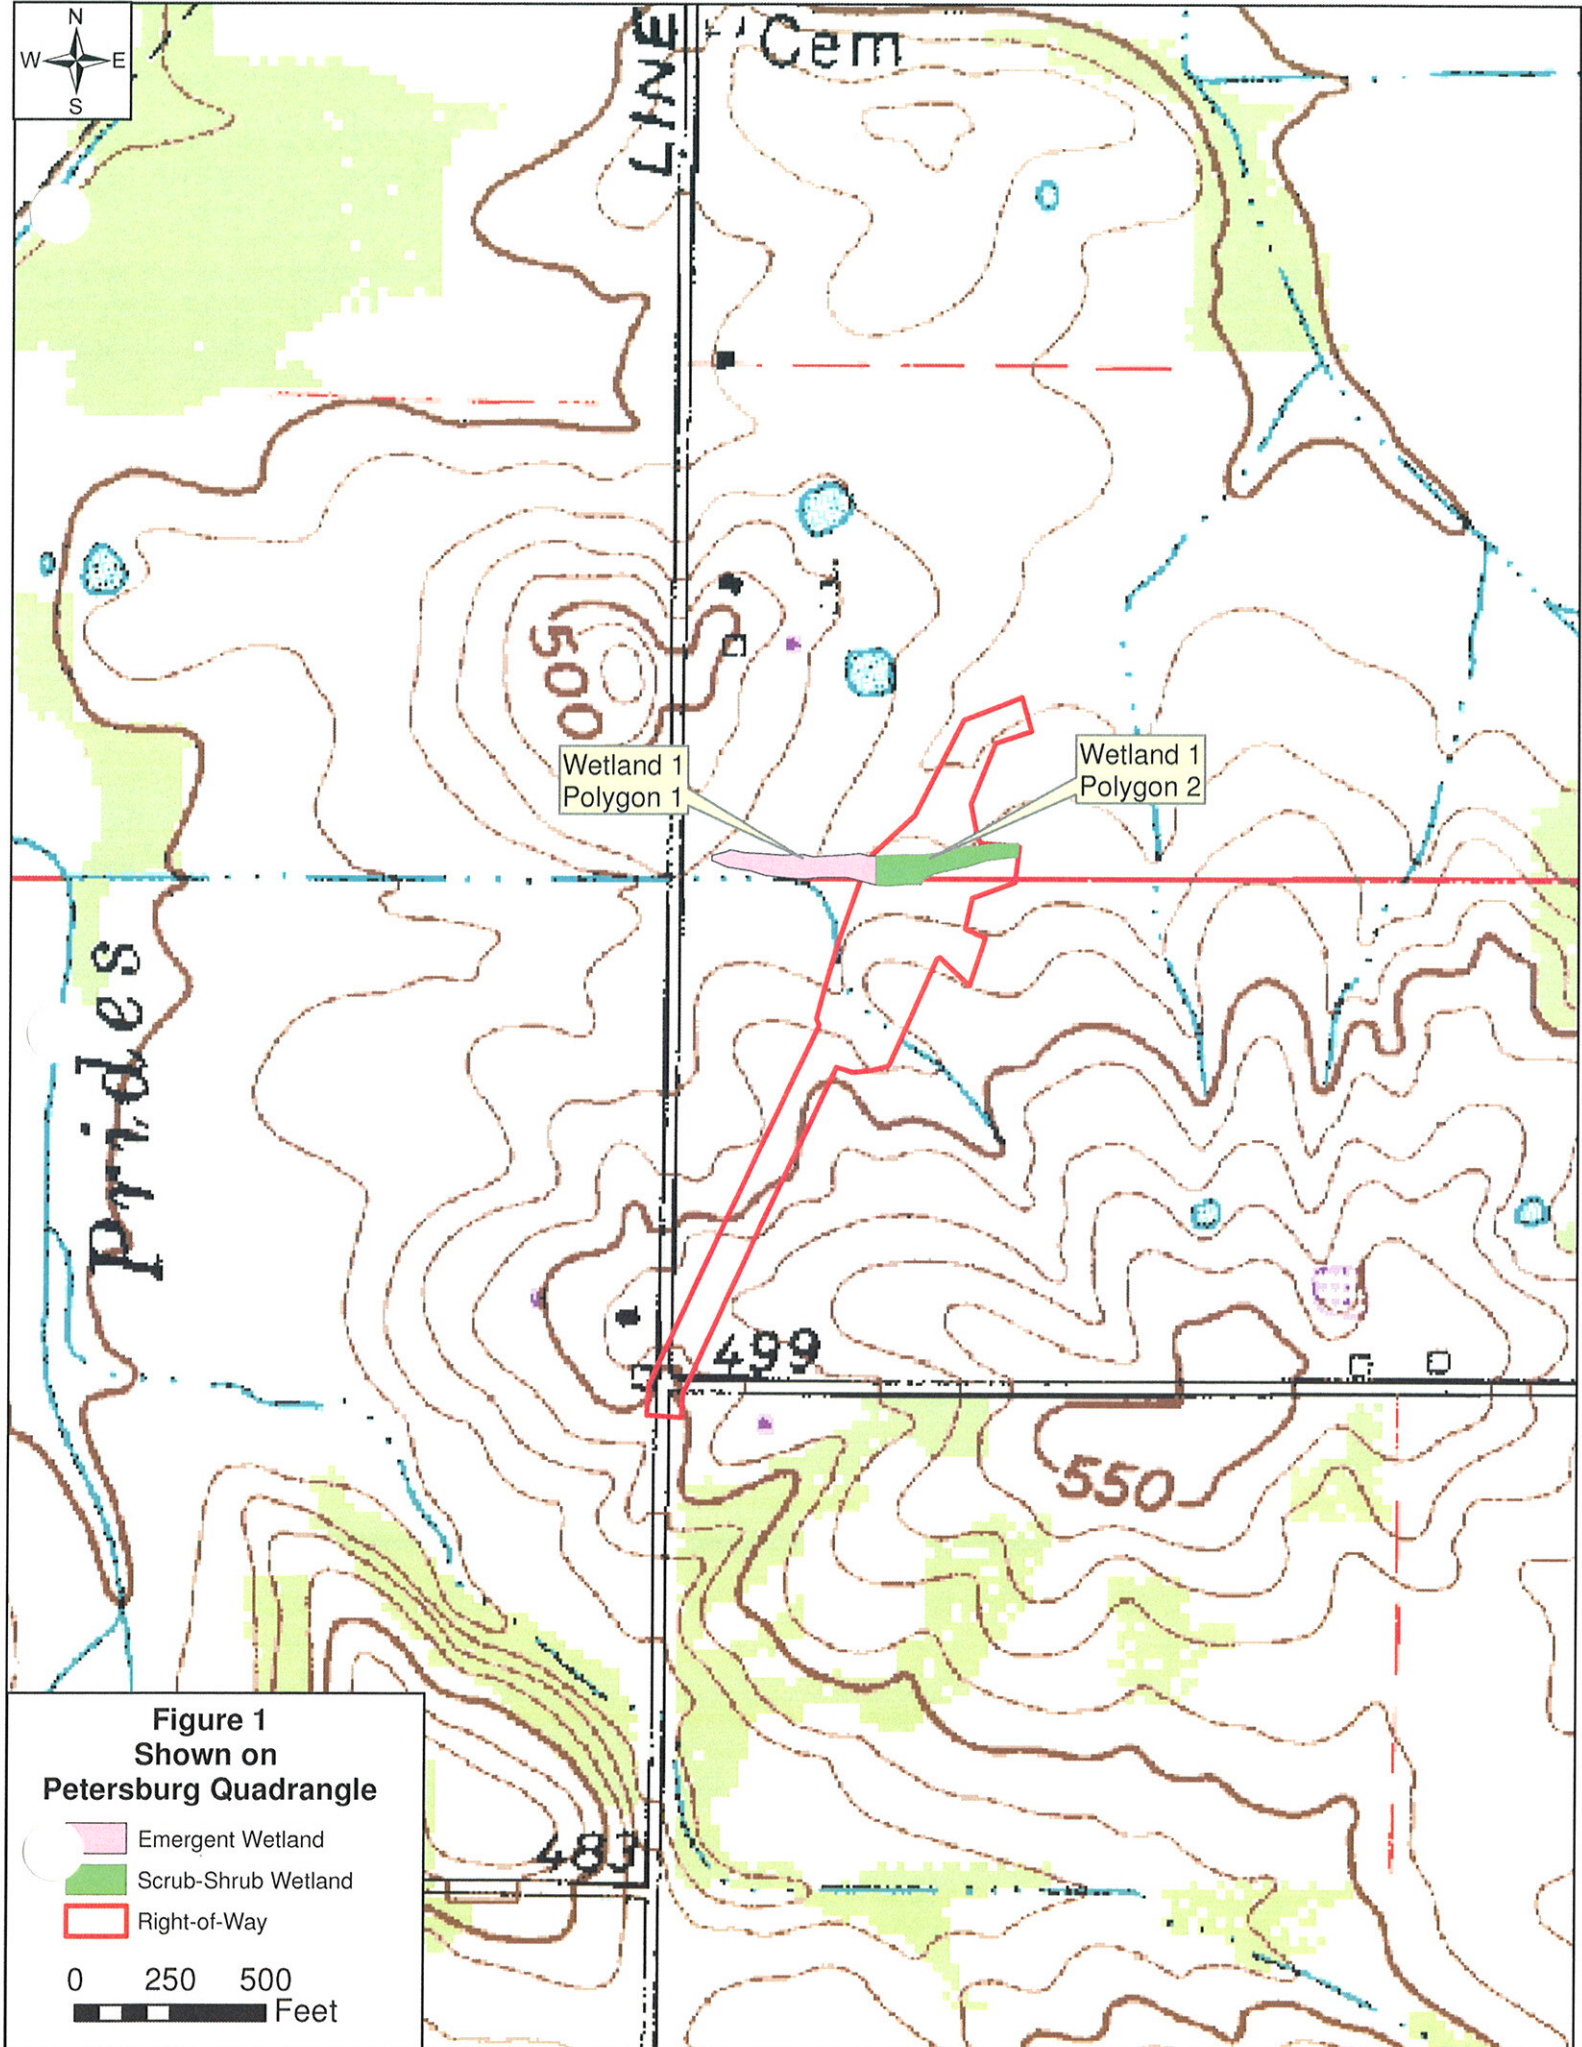 N
W E
S
LINE
Cem
500
Wetland 1
Polygon 1
Wetland 1
Polygon 2
Prides
499
550
483
Figure 1
Shown on
Petersburg Quadrangle
Emergent Wetland
Scrub-Shrub Wetland
Right-of-Way
0 250 500
Feet